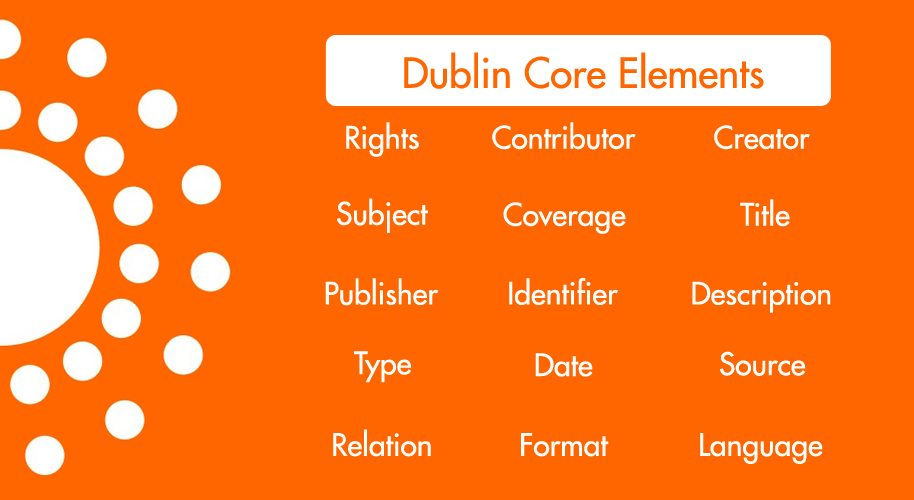 Dublin Core Elements
Rights Contributor Creator
Subject Coverage Title
Publisher Identifier Description
Type Date Source
Relation Format Language